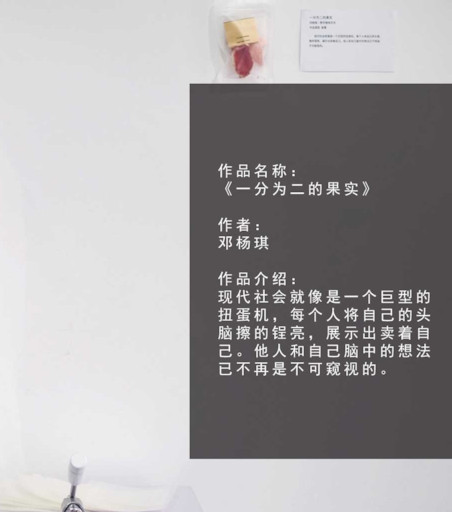 作品名称：
《一分为二的果实》
作者：
邓杨琪
作品介绍：
现代社会就像是一个巨型的
扭蛋机，每个人将自己的头
脑擦的锃亮，展示出卖着自
己。他人和自己脑中的想法
已不再是不可窥视的。